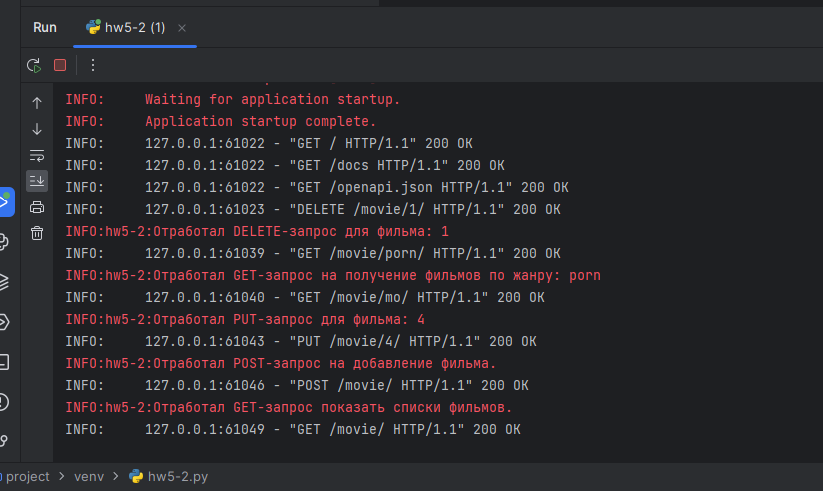 Run hw5-2 (1)
INFO: Waiting for application startup.
INFO: Application startup complete.
INFO: 127.0.0.1:61022 - "GET / HTTP/1.1" 200 OK
INFO: 127.0.0.1:61022 - "GET /docs HTTP/1.1" 200 OK
INFO: 127.0.0.1:61022 - "GET /openapi.json HTTP/1.1" 200 OK
INFO: 127.0.0.1:61023 - "DELETE /movie/1/ HTTP/1.1" 200 OK
INFO:hw5-2:Отработал DELETE-запрос для фильма: 1
INFO: 127.0.0.1:61039 - "GET /movie/porn/ HTTP/1.1" 200 OK
INFO:hw5-2:Отработал GET-запрос на получение фильмов по жанру: porn
INFO: 127.0.0.1:61040 - "GET /movie/mo/ HTTP/1.1" 200 OK
INFO:hw5-2:Отработал PUT-запрос для фильма: 4
INFO: 127.0.0.1:61043 - "PUT /movie/4/ HTTP/1.1" 200 OK
INFO:hw5-2:Отработал POST-запрос на добавление фильма.
INFO: 127.0.0.1:61046 - "POST /movie/ HTTP/1.1" 200 OK
INFO:hw5-2:Отработал GET-запрос показать списки фильмов.
INFO: 127.0.0.1:61049 - "GET /movie/ HTTP/1.1" 200 OK
project > venv > hw5-2.py